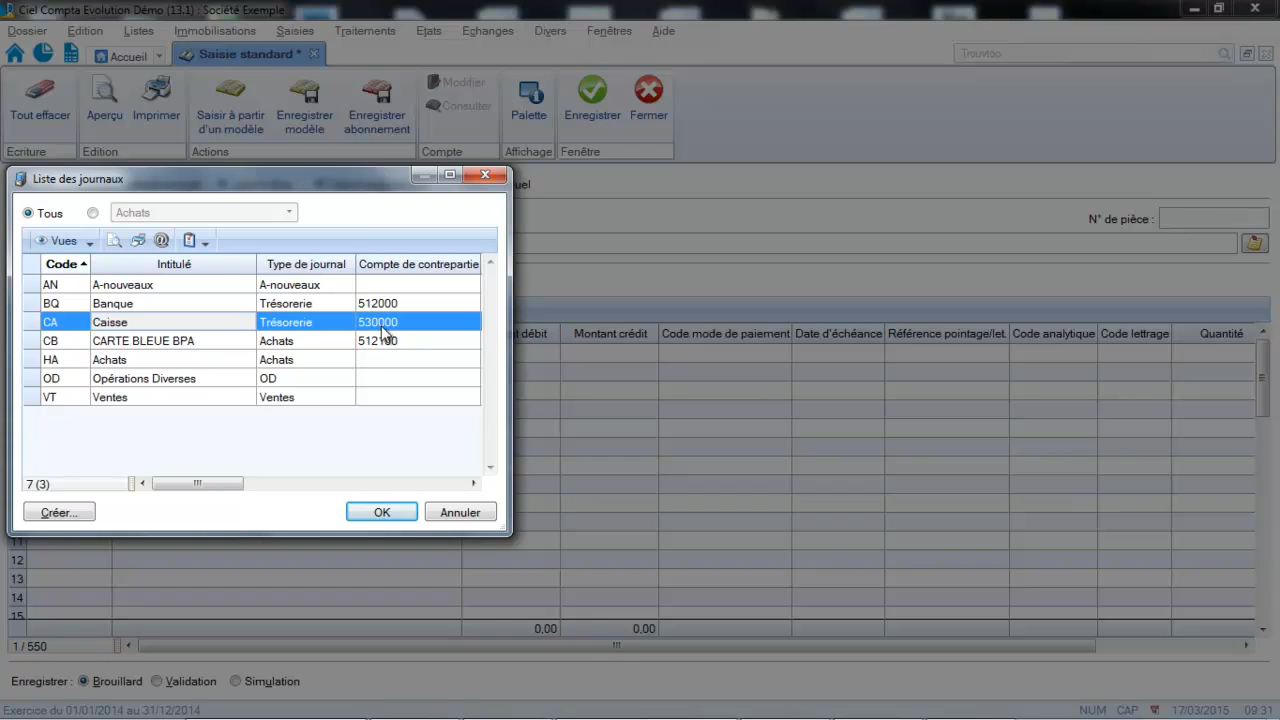 Ciel Compta Evolution Démo (13.1) : Société Exemple
Dossier Edition Listes Immobilisations Saisies Traitements Etats Echanges Divers Fenêtres Aide
Accueil Saisie standard * Trouvtoo
Tout effacer Aperçu Imprimer Saisir à partir d'un modèle Enregistrer modèle Enregistrer abonnement Modifier Consulter Palette Enregistrer Fermer
Ecriture Edition Actions Compte Affichage Fenêtre
Liste des journaux
Tous Achats
N° de pièce :
Vues
Code Intitulé Type de journal Compte de contrepartie
AN A-nouveaux A-nouveaux
BQ Banque Trésorerie 512000
CA Caisse Trésorerie 530000
CB CARTE BLEUE BPA Achats
HA Achats Achats
OD Opérations Diverses OD
VT Ventes Ventes
débit Montant crédit Code mode de paiement Date d'échéance Référence pointage/let. Code analytique Code lettrage Quantité
7 (3)
Créer... OK Annuler
11
12
13
14
15
0.00 0.00
1 / 550
Enregistrer : Brouillard Validation Simulation
Exercice du 01/01/2014 au 31/12/2014 NUM CAP 17/03/2015 09:31